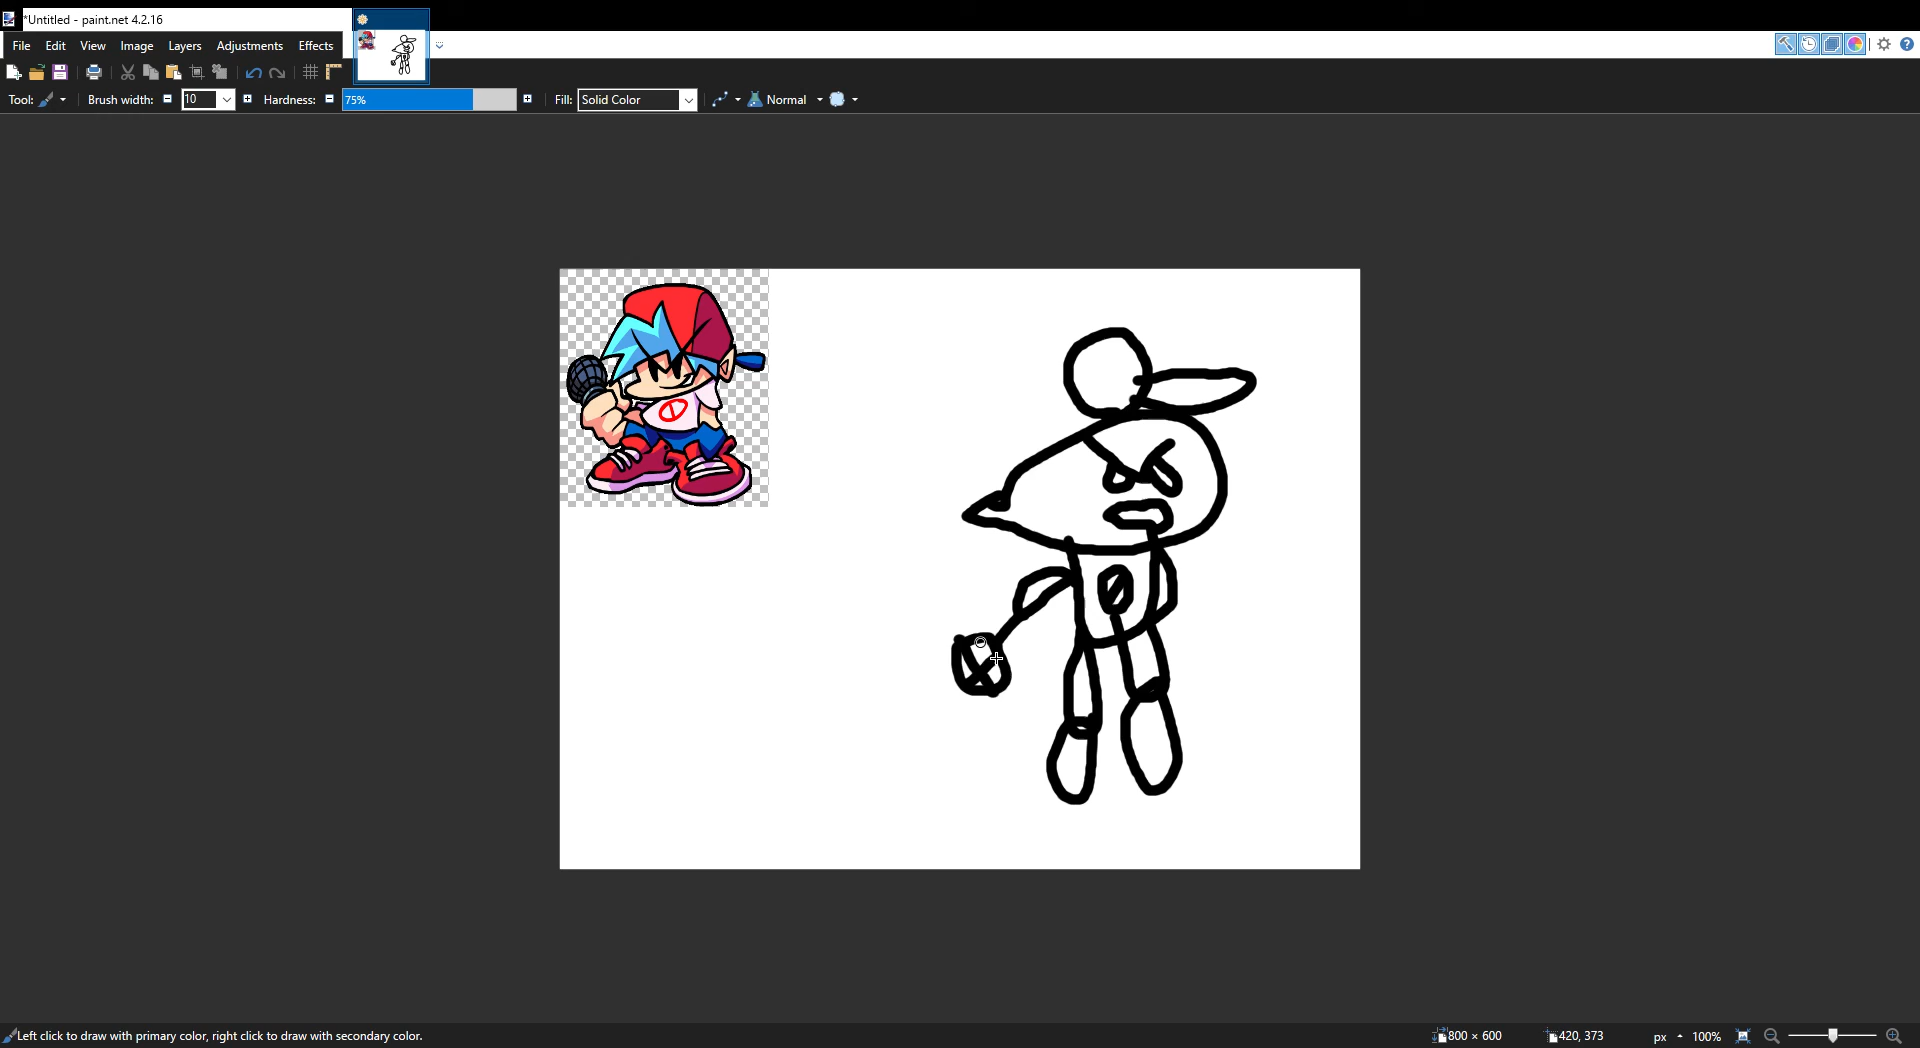 *Untitled - paint.net 4.2.16
File Edit View Image Layers Adjustments Effects
Tool: Brush width: 10 Hardness: 75% Fill: Solid Color Normal
Left click to draw with primary color, right click to draw with secondary color. 800 × 600 420, 373 px 100%